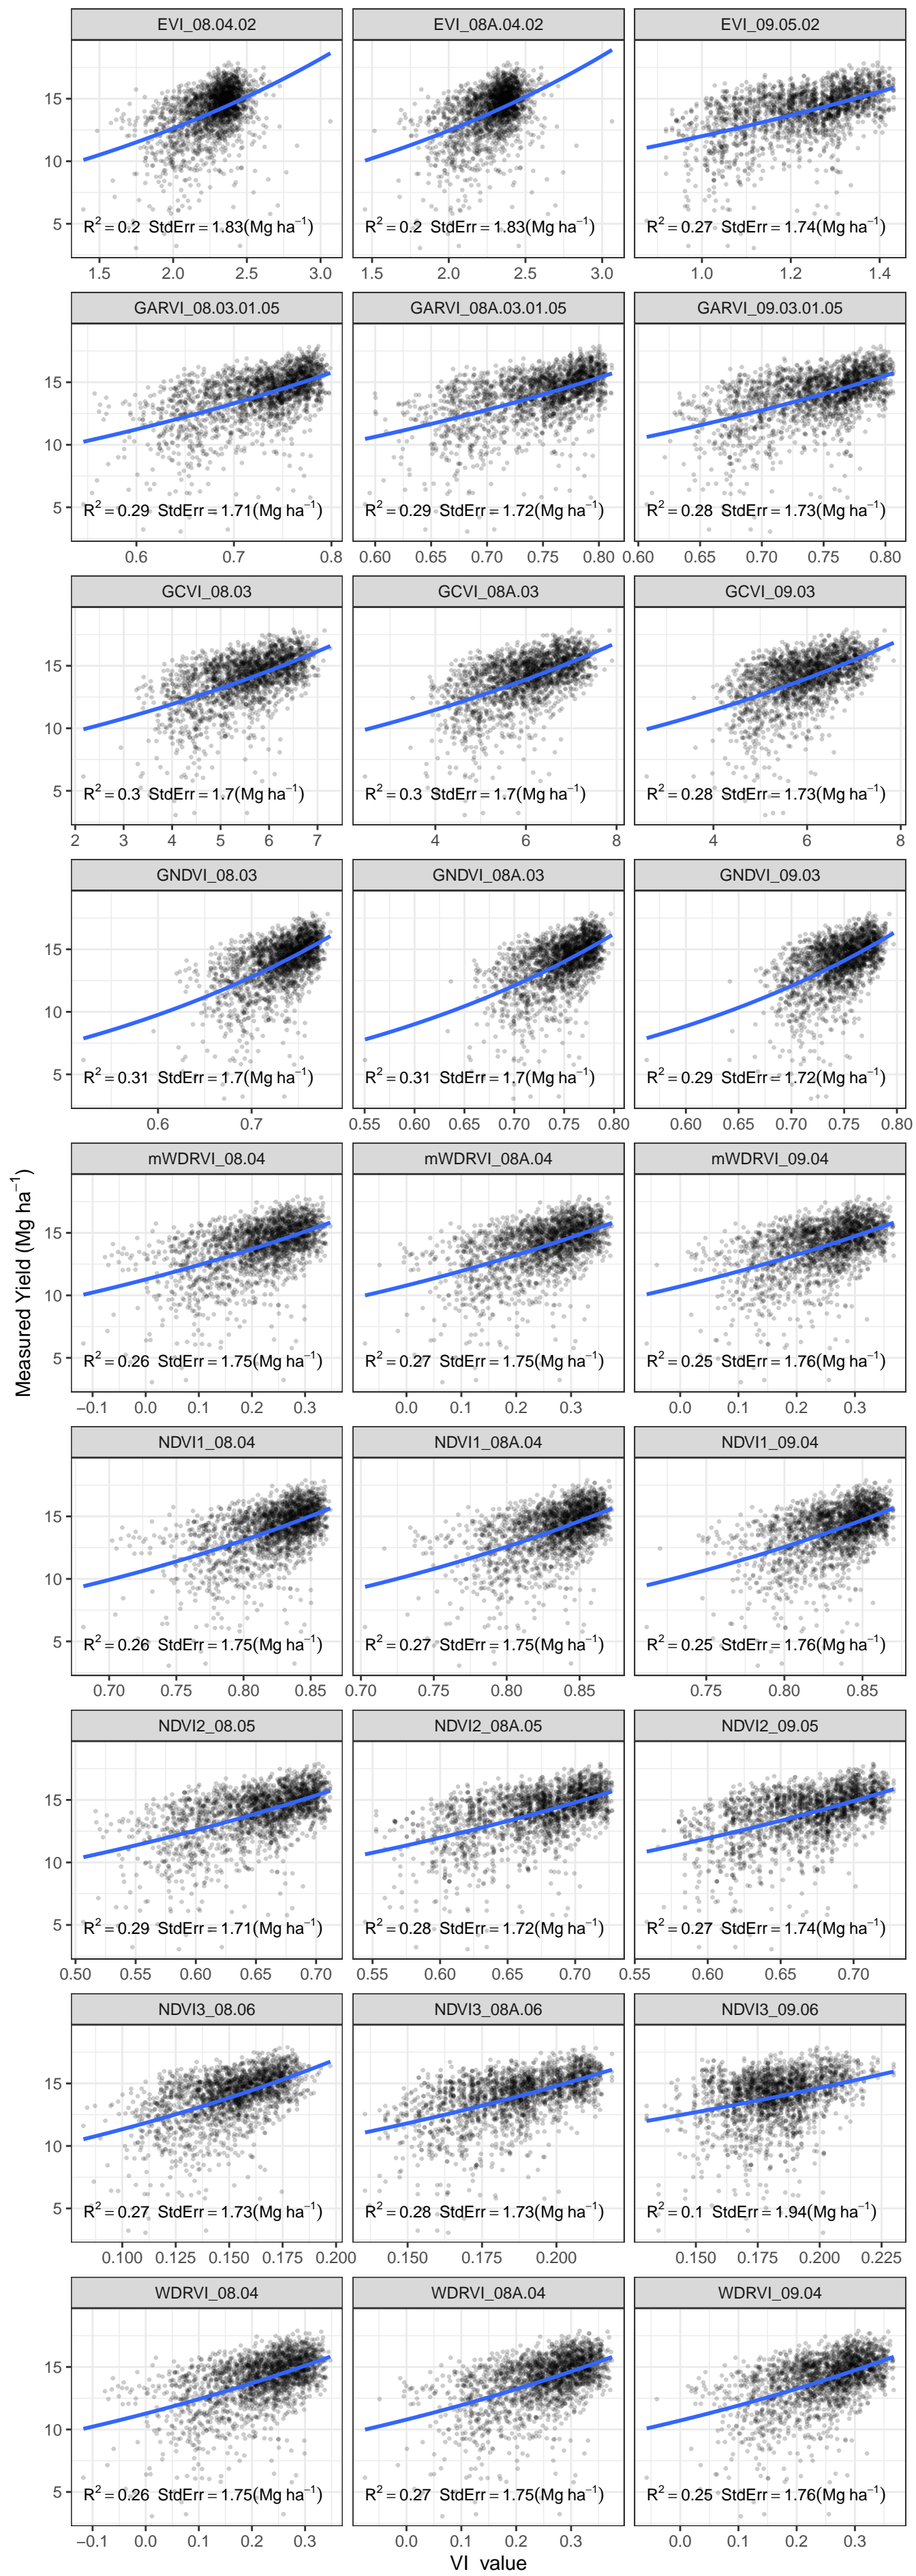 EVI_08.04.02 EVI_08A.04.02 EVI_09.05.02
15
10
5
R² = 0.2 StdErr = 1.83(Mg ha⁻¹) R² = 0.2 StdErr = 1.83(Mg ha⁻¹) R² = 0.27 StdErr = 1.74(Mg ha⁻¹)
1.5 2.0 2.5 3.0 1.5 2.0 2.5 3.0 1.0 1.2 1.4
GARVI_08.03.01.05 GARVI_08A.03.01.05 GARVI_09.03.01.05
15
10
5
R² = 0.29 StdErr = 1.71(Mg ha⁻¹) R² = 0.29 StdErr = 1.72(Mg ha⁻¹) R² = 0.28 StdErr = 1.73(Mg ha⁻¹)
0.6 0.7 0.8 0.60 0.65 0.70 0.75 0.80 0.60 0.65 0.70 0.75 0.80
GCVI_08.03 GCVI_08A.03 GCVI_09.03
15
10
5
R² = 0.3 StdErr = 1.7(Mg ha⁻¹) R² = 0.3 StdErr = 1.7(Mg ha⁻¹) R² = 0.28 StdErr = 1.73(Mg ha⁻¹)
2 3 4 5 6 7 4 6 8 4 6 8
GNDVI_08.03 GNDVI_08A.03 GNDVI_09.03
15
10
5
R² = 0.31 StdErr = 1.7(Mg ha⁻¹) R² = 0.31 StdErr = 1.7(Mg ha⁻¹) R² = 0.29 StdErr = 1.72(Mg ha⁻¹)
0.6 0.7 0.55 0.60 0.65 0.70 0.75 0.80 0.60 0.65 0.70 0.75 0.80
mWDRVI_08.04 mWDRVI_08A.04 mWDRVI_09.04
Measured Yield (Mg ha⁻¹)
15
10
5
R² = 0.26 StdErr = 1.75(Mg ha⁻¹) R² = 0.27 StdErr = 1.75(Mg ha⁻¹) R² = 0.25 StdErr = 1.76(Mg ha⁻¹)
−0.1 0.0 0.1 0.2 0.3 0.0 0.1 0.2 0.3 0.0 0.1 0.2 0.3
NDVI1_08.04 NDVI1_08A.04 NDVI1_09.04
15
10
5
R² = 0.26 StdErr = 1.75(Mg ha⁻¹) R² = 0.27 StdErr = 1.75(Mg ha⁻¹) R² = 0.25 StdErr = 1.76(Mg ha⁻¹)
0.70 0.75 0.80 0.85 0.70 0.75 0.80 0.85 0.75 0.80 0.85
NDVI2_08.05 NDVI2_08A.05 NDVI2_09.05
15
10
5
R² = 0.29 StdErr = 1.71(Mg ha⁻¹) R² = 0.28 StdErr = 1.72(Mg ha⁻¹) R² = 0.27 StdErr = 1.74(Mg ha⁻¹)
0.50 0.55 0.60 0.65 0.70 0.55 0.60 0.65 0.70 0.55 0.60 0.65 0.70
NDVI3_08.06 NDVI3_08A.06 NDVI3_09.06
15
10
5
R² = 0.27 StdErr = 1.73(Mg ha⁻¹) R² = 0.28 StdErr = 1.73(Mg ha⁻¹) R² = 0.1 StdErr = 1.94(Mg ha⁻¹)
0.100 0.125 0.150 0.175 0.200 0.150 0.175 0.200 0.150 0.175 0.200 0.225
WDRVI_08.04 WDRVI_08A.04 WDRVI_09.04
15
10
5
R² = 0.26 StdErr = 1.75(Mg ha⁻¹) R² = 0.27 StdErr = 1.75(Mg ha⁻¹) R² = 0.25 StdErr = 1.76(Mg ha⁻¹)
−0.1 0.0 0.1 0.2 0.3 0.0 0.1 0.2 0.3 0.0 0.1 0.2 0.3
VI value